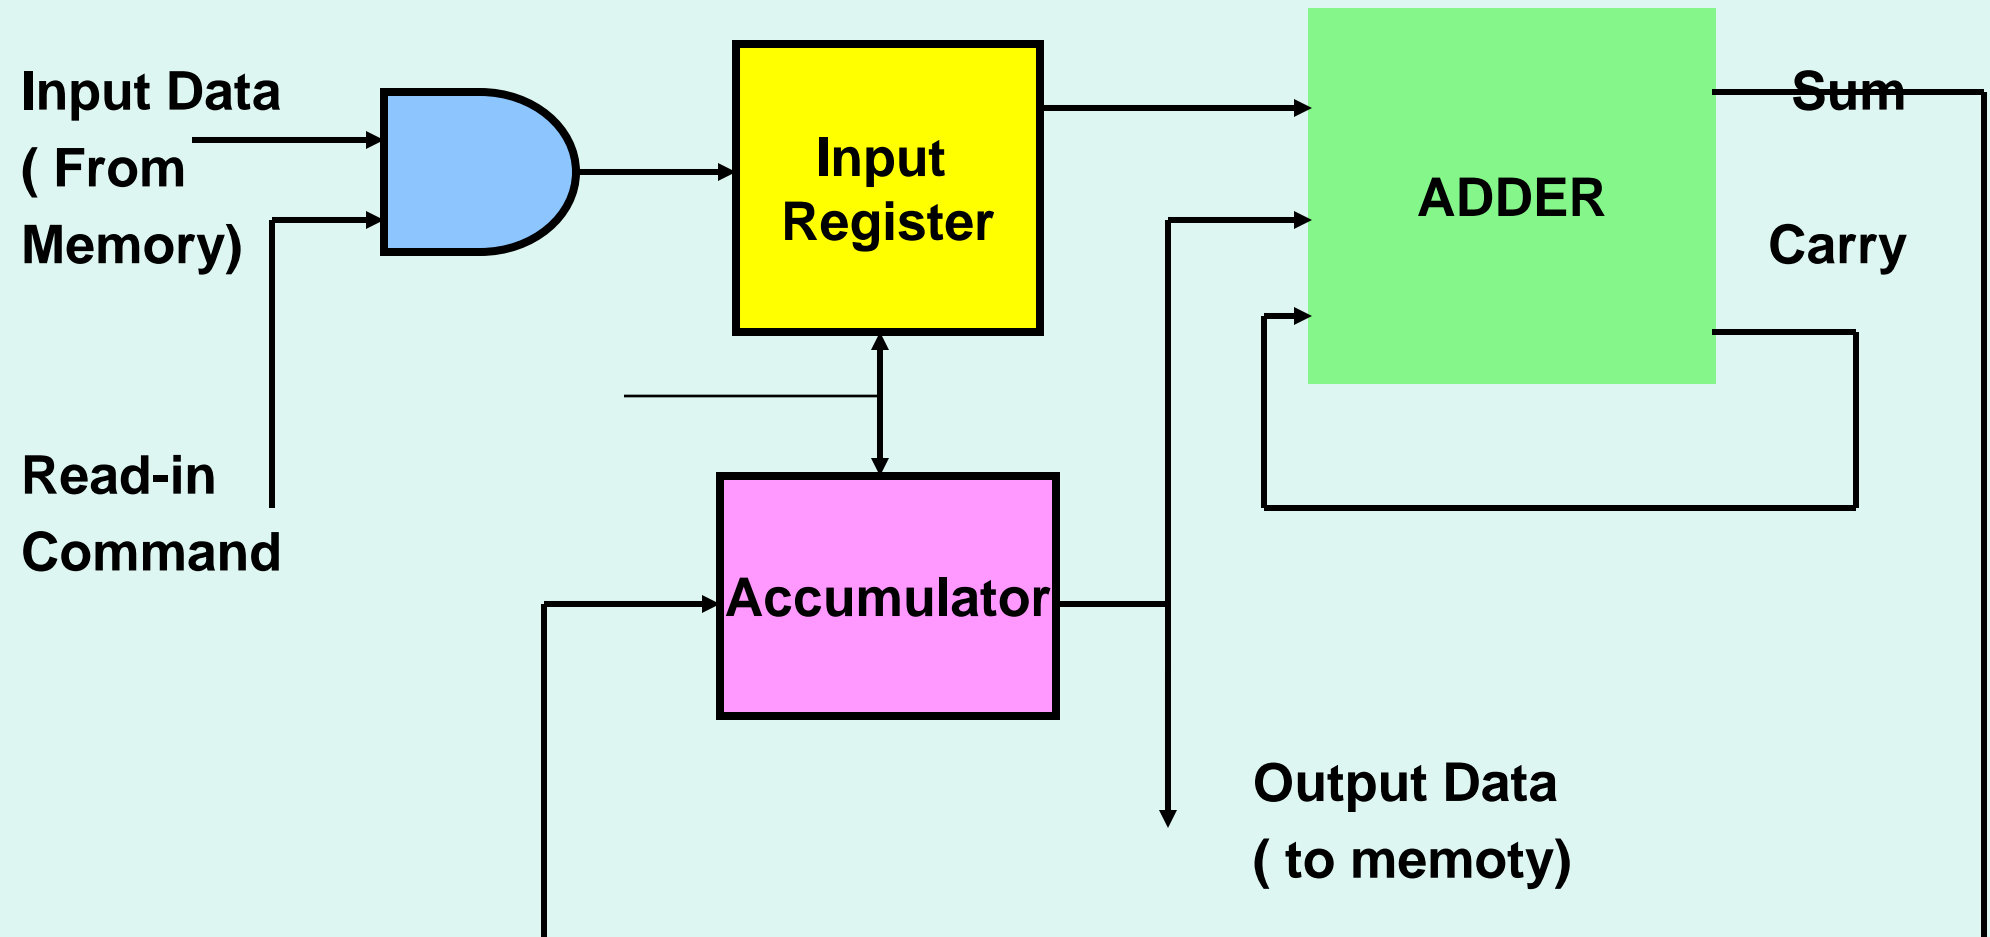 Input Data
( From
Memory)
Read-in
Command
Input
Register
Accumulator
ADDER
Sum
Carry
Output Data
( to memoty)